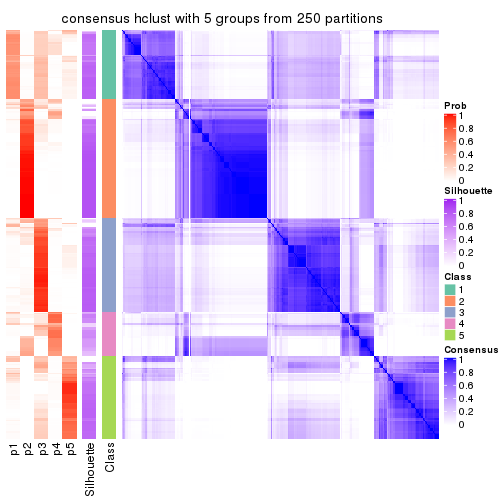 consensus hclust with 5 groups from 250 partitions
Prob
1
0.8
0.6
0.4
0.2
0
Silhouette
1
0.8
0.6
0.4
0.2
0
Class
1
2
3
4
5
Consensus
1
0.8
0.6
0.4
0.2
0
p1
p2
p3
p4
p5
Silhouette
Class